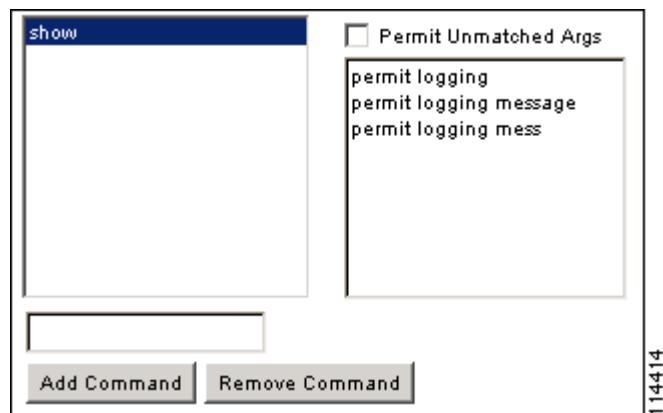 show
Permit Unmatched Args
permit logging
permit logging message
permit logging mess
Add Command
Remove Command
114414